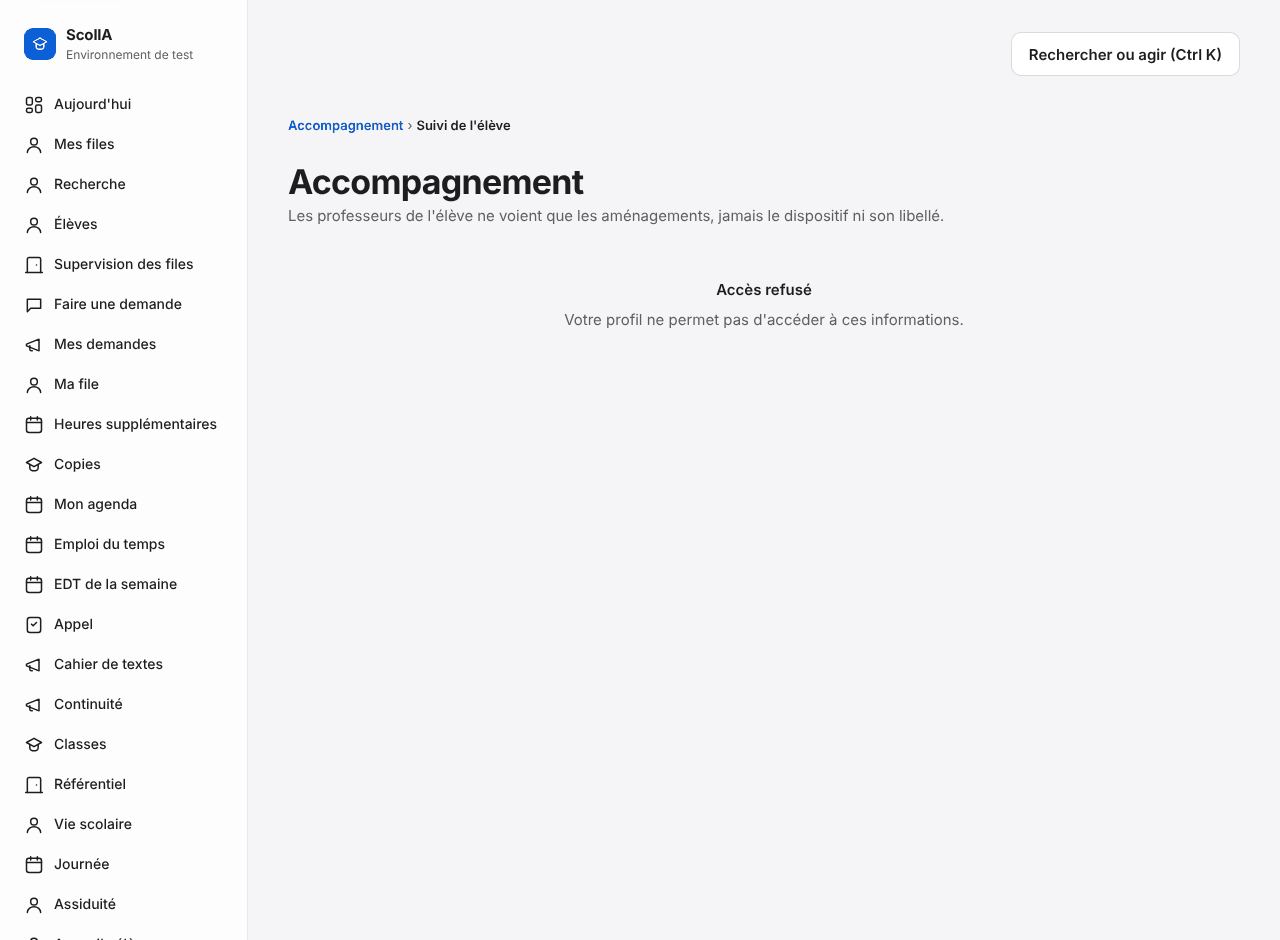 ScolIA
Environnement de test
Rechercher ou agir (Ctrl K)
Aujourd'hui
Mes files
Recherche
Élèves
Supervision des files
Faire une demande
Mes demandes
Ma file
Heures supplémentaires
Copies
Mon agenda
Emploi du temps
EDT de la semaine
Appel
Cahier de textes
Continuité
Classes
Référentiel
Vie scolaire
Journée
Assiduité
Accompagnement › Suivi de l'élève
Accompagnement
Les professeurs de l'élève ne voient que les aménagements, jamais le dispositif ni son libellé.
Accès refusé
Votre profil ne permet pas d'accéder à ces informations.